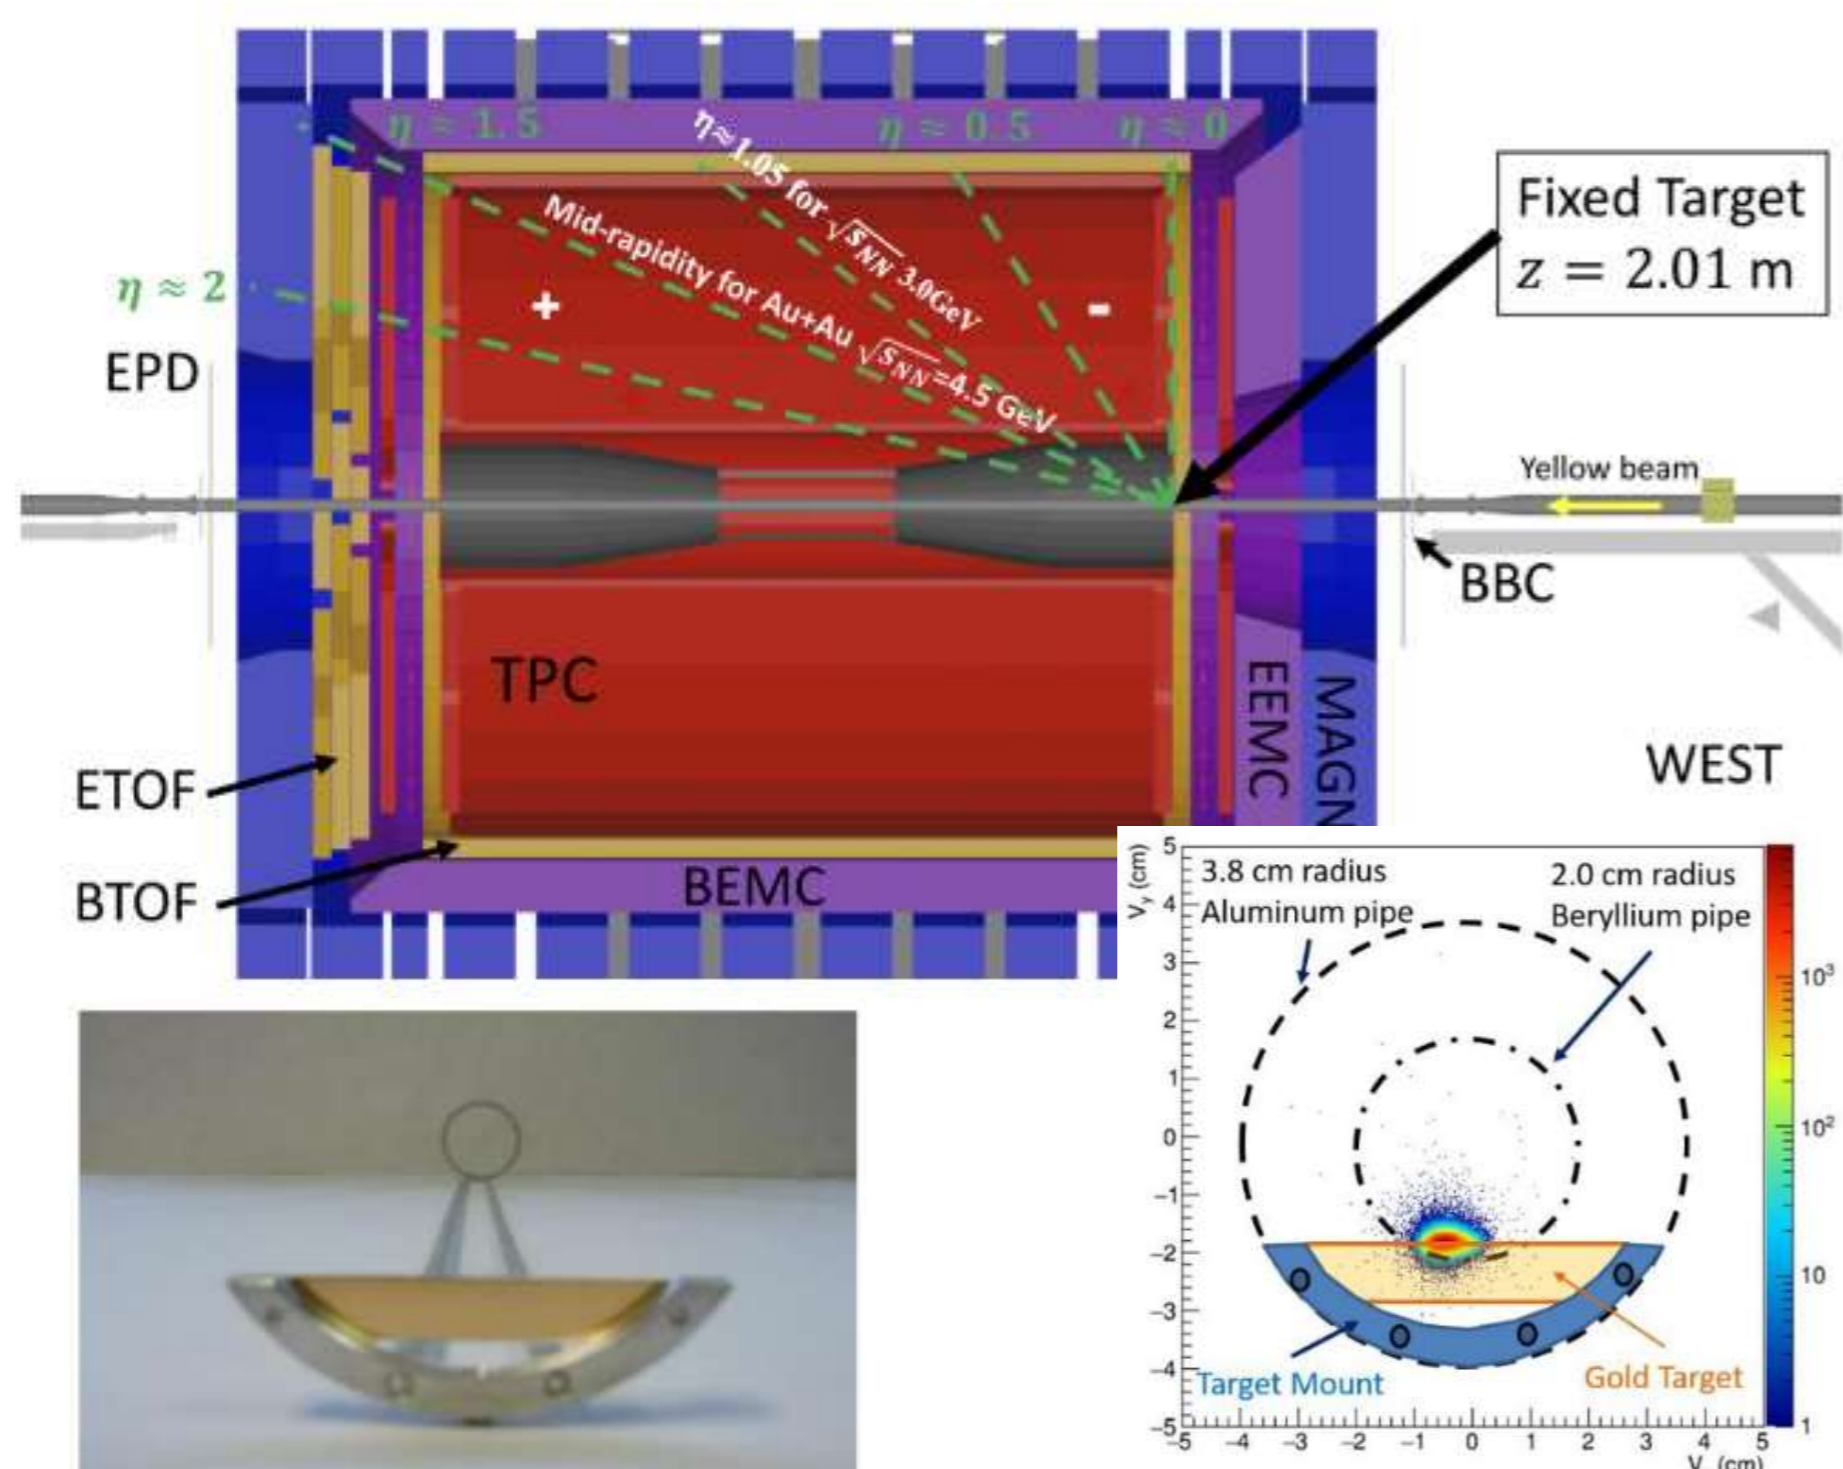 η ≈ 1.5
η≈1.05 for √sNN 3.0GeV
η ≈ 0.5
η ≈ 0
Fixed Target
z = 2.01 m
Mid-rapidity for Au+Au √sNN=4.5 GeV
η ≈ 2
+
-
EPD
Yellow beam
BBC
TPC
EEMC
MAGN
WEST
ETOF
BTOF
BEMC
3.8 cm radius
Aluminum pipe
2.0 cm radius
Beryllium pipe
Vy (cm)
5
4
3
2
1
0
−1
−2
−3
−4
−5
10³
10²
10
1
Target Mount
Gold Target
−5 −4 −3 −2 −1 0 1 2 3 4 5
(cm)